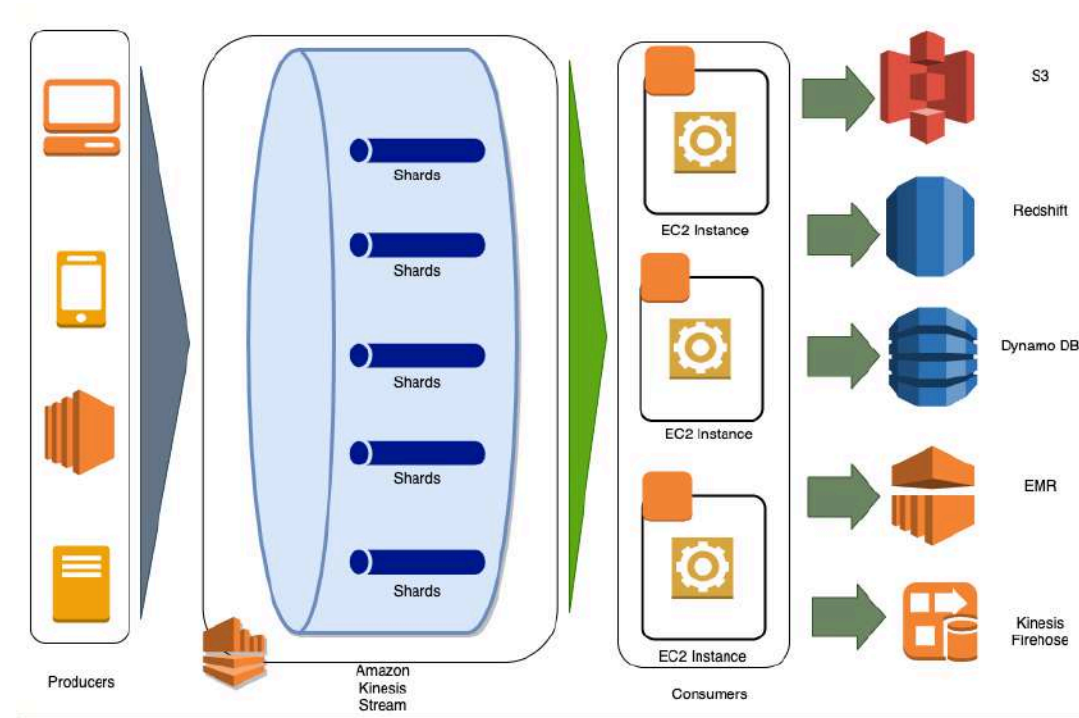 Producers
Shards
Shards
Shards
Shards
Shards
Amazon
Kinesis
Stream
EC2 Instance
EC2 Instance
EC2 Instance
Consumers
S3
Redshift
Dynamo DB
EMR
Kinesis
Firehose